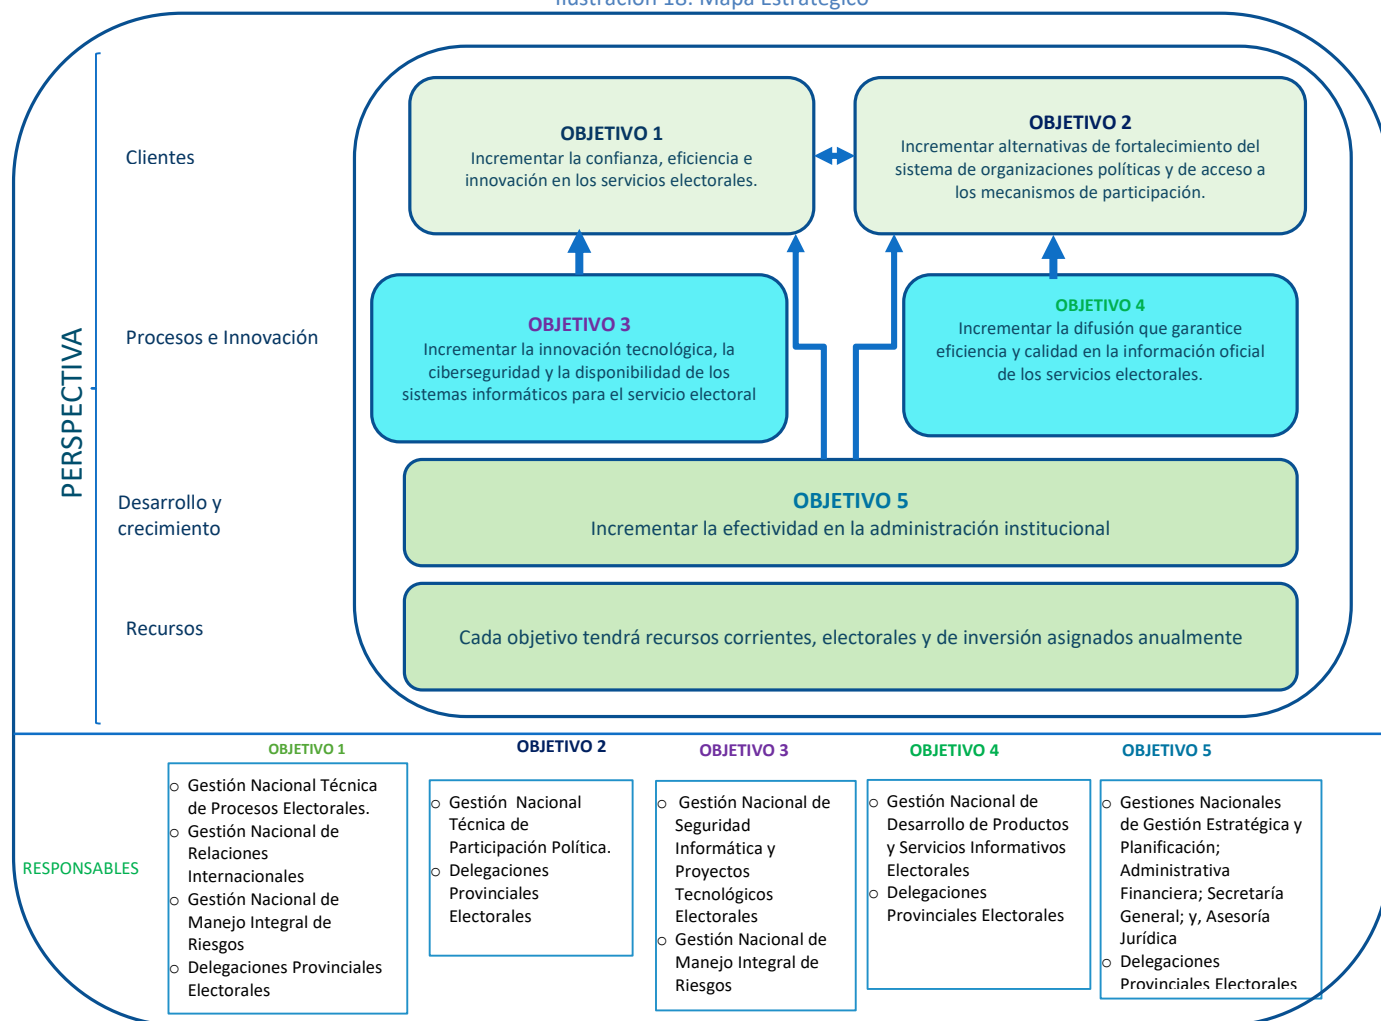 Ilustración 18: Mapa Estratégico
PERSPECTIVA
Clientes
OBJETIVO 1
Incrementar la confianza, eficiencia e
innovación en los servicios electorales.
OBJETIVO 2
Incrementar alternativas de fortalecimiento del
sistema de organizaciones políticas y de acceso a
los mecanismos de participación.
Procesos e Innovación
OBJETIVO 3
Incrementar la innovación tecnológica, la
ciberseguridad y la disponibilidad de los
sistemas informáticos para el servicio electoral
OBJETIVO 4
Incrementar la difusión que garantice
eficiencia y calidad en la información oficial
de los servicios electorales.
Desarrollo y
crecimiento
OBJETIVO 5
Incrementar la efectividad en la administración institucional
Recursos
Cada objetivo tendrá recursos corrientes, electorales y de inversión asignados anualmente
RESPONSABLES
OBJETIVO 1
o Gestión Nacional Técnica
de Procesos Electorales.
o Gestión Nacional de
Relaciones
Internacionales
o Gestión Nacional de
Manejo Integral de
Riesgos
o Delegaciones Provinciales
Electorales
OBJETIVO 2
o Gestión Nacional
Técnica de
Participación Política.
o Delegaciones
Provinciales
Electorales
OBJETIVO 3
o Gestión Nacional de
Seguridad
Informática y
Proyectos
Tecnológicos
Electorales
o Gestión Nacional de
Manejo Integral de
Riesgos
OBJETIVO 4
o Gestión Nacional de
Desarrollo de Productos
y Servicios Informativos
Electorales
o Delegaciones
Provinciales Electorales
OBJETIVO 5
o Gestiones Nacionales
de Gestión Estratégica y
Planificación;
Administrativa
Financiera; Secretaría
General; y, Asesoría
Jurídica
o Delegaciones
Provinciales Electorales